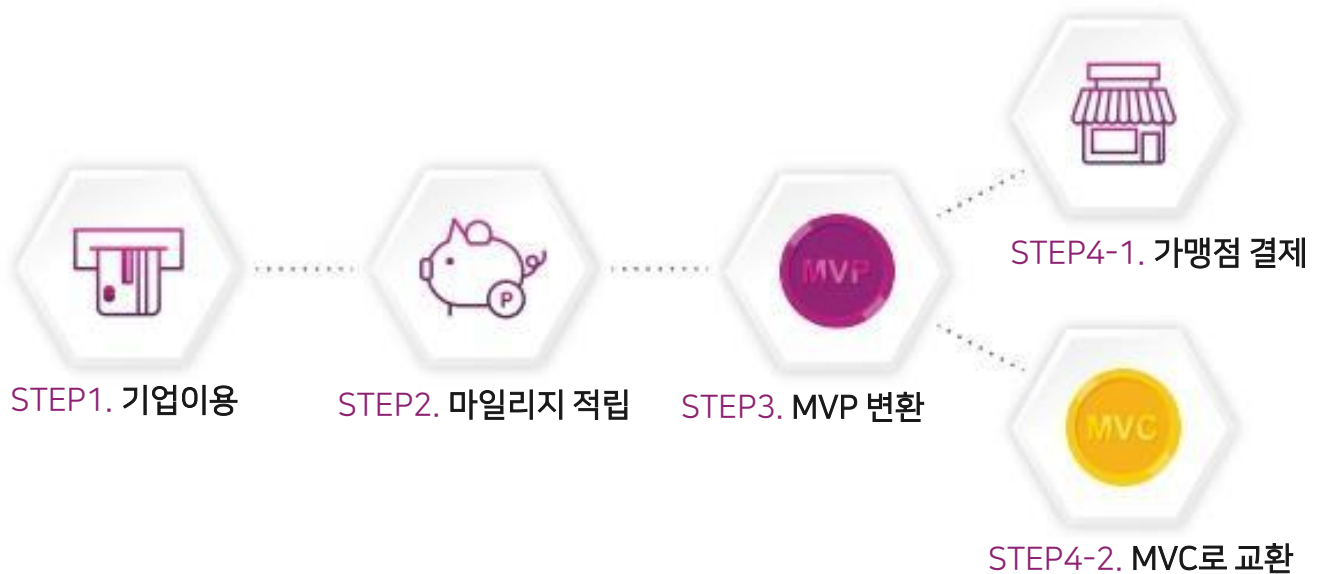 STEP1. 기업이용
P
STEP2. 마일리지 적립
MVP
STEP3. MVP 변환
STEP4-1. 가맹점 결제
MVC
STEP4-2. MVC로 교환